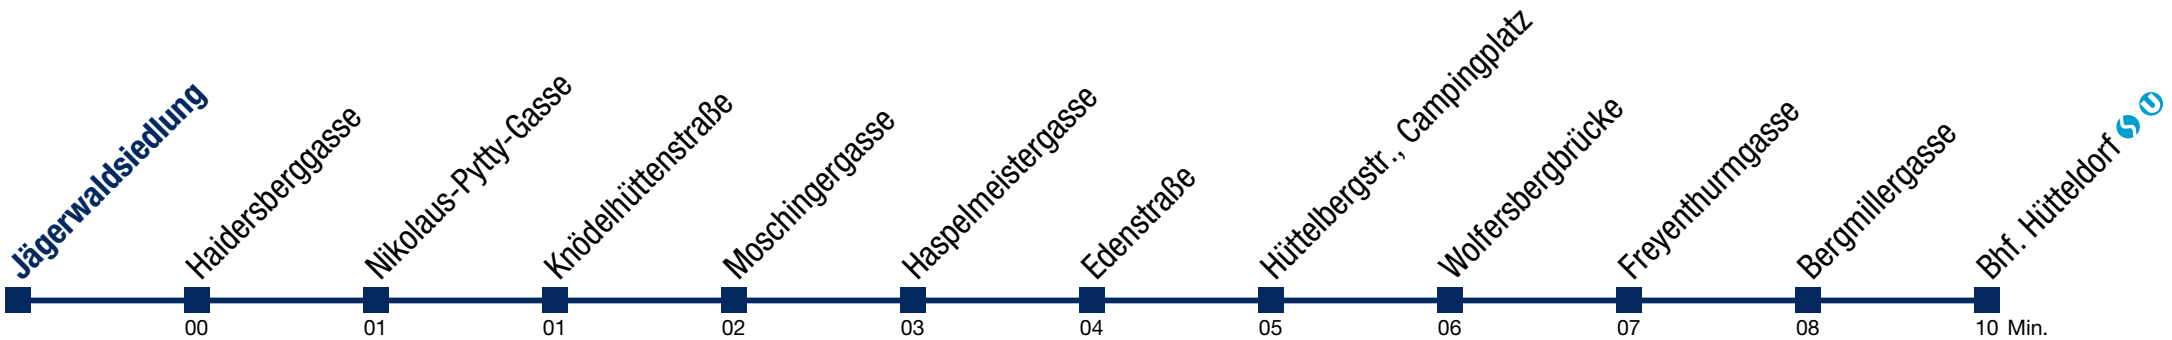 Jägerwaldsiedlung
Haidersberggasse
Nikolaus-Pytty-Gasse
Knödelhüttenstraße
Moschingergasse
Haspelmeistergasse
Edenstraße
Hüttelbergstr., Campingplatz
Wolfersbergbrücke
Freyenthurmgasse
Bergmillergasse
Bhf. Hütteldorf S U
00 01 01 02 03 04 05 06 07 08 10 Min.